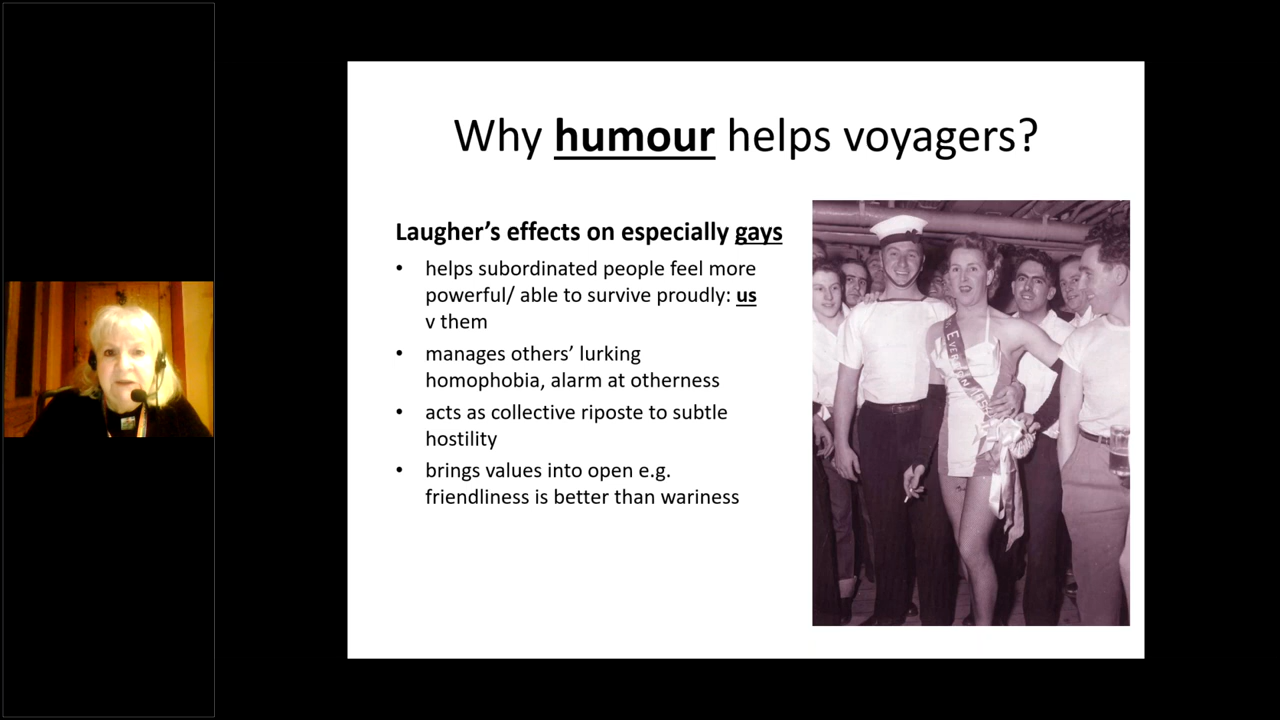 Why humour helps voyagers?
Laugher’s effects on especially gays
• helps subordinated people feel more
powerful/ able to survive proudly: us
v them
• manages others’ lurking
homophobia, alarm at otherness
• acts as collective riposte to subtle
hostility
• brings values into open e.g.
friendliness is better than wariness